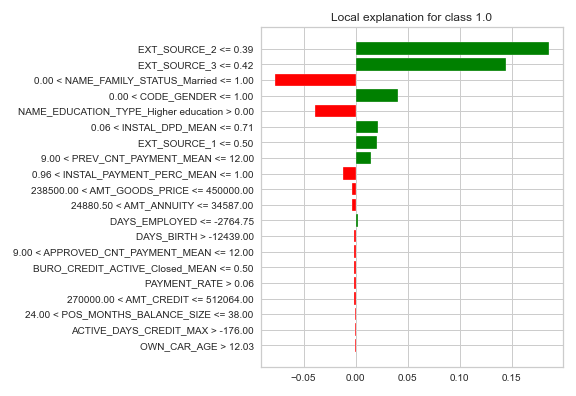 Local explanation for class 1.0
EXT_SOURCE_2 <= 0.39
EXT_SOURCE_3 <= 0.42
0.00 < NAME_FAMILY_STATUS_Married <= 1.00
0.00 < CODE_GENDER <= 1.00
NAME_EDUCATION_TYPE_Higher education > 0.00
0.06 < INSTAL_DPD_MEAN <= 0.71
EXT_SOURCE_1 <= 0.50
9.00 < PREV_CNT_PAYMENT_MEAN <= 12.00
0.96 < INSTAL_PAYMENT_PERC_MEAN <= 1.00
238500.00 < AMT_GOODS_PRICE <= 450000.00
24880.50 < AMT_ANNUITY <= 34587.00
DAYS_EMPLOYED <= -2764.75
DAYS_BIRTH > -12439.00
9.00 < APPROVED_CNT_PAYMENT_MEAN <= 12.00
BURO_CREDIT_ACTIVE_Closed_MEAN <= 0.50
PAYMENT_RATE > 0.06
270000.00 < AMT_CREDIT <= 512064.00
24.00 < POS_MONTHS_BALANCE_SIZE <= 38.00
ACTIVE_DAYS_CREDIT_MAX > -176.00
OWN_CAR_AGE > 12.03
−0.05 0.00 0.05 0.10 0.15